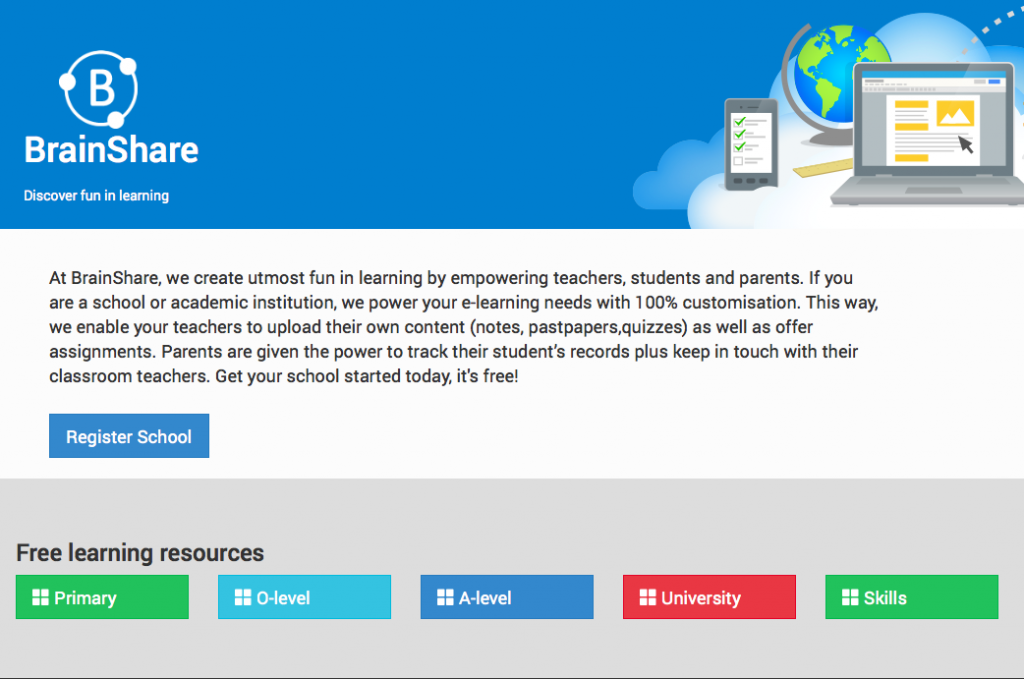 B
BrainShare
Discover fun in learning
At BrainShare, we create utmost fun in learning by empowering teachers, students and parents. If you
are a school or academic institution, we power your e-learning needs with 100% customisation. This way,
we enable your teachers to upload their own content (notes, pastpapers,quizzes) as well as offer
assignments. Parents are given the power to track their student's records plus keep in touch with their
classroom teachers. Get your school started today, it's free!
Register School
Free learning resources
Primary
O-level
A-level
University
Skills